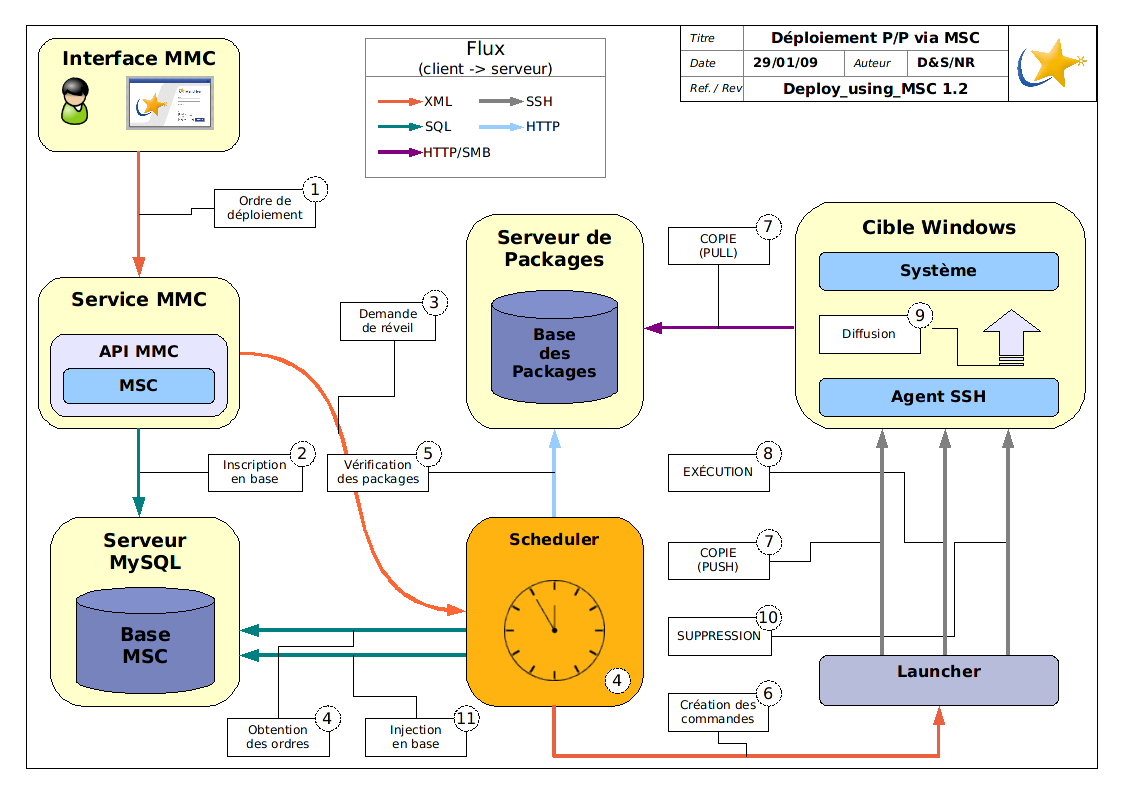 Interface MMC
Flux
(client -> serveur)
XML
SSH
SQL
HTTP
HTTP/SMB
Titre
Déploiement P/P via MSC
Date
29/01/09
Auteur
D&S/NR
Ref. / Rev
Deploy_using_MSC 1.2
1
Ordre de
déploiement
Service MMC
API MMC
MSC
3
Demande
de réveil
Serveur de
Packages
Base
des
Packages
7
COPIE
(PULL)
Cible Windows
Système
9
Diffusion
Agent SSH
2
Inscription
en base
5
Vérification
des packages
8
EXÉCUTION
Serveur
MySQL
Base
MSC
Scheduler
4
7
COPIE
(PUSH)
10
SUPPRESSION
Launcher
4
Obtention
des ordres
11
Injection
en base
6
Création des
commandes